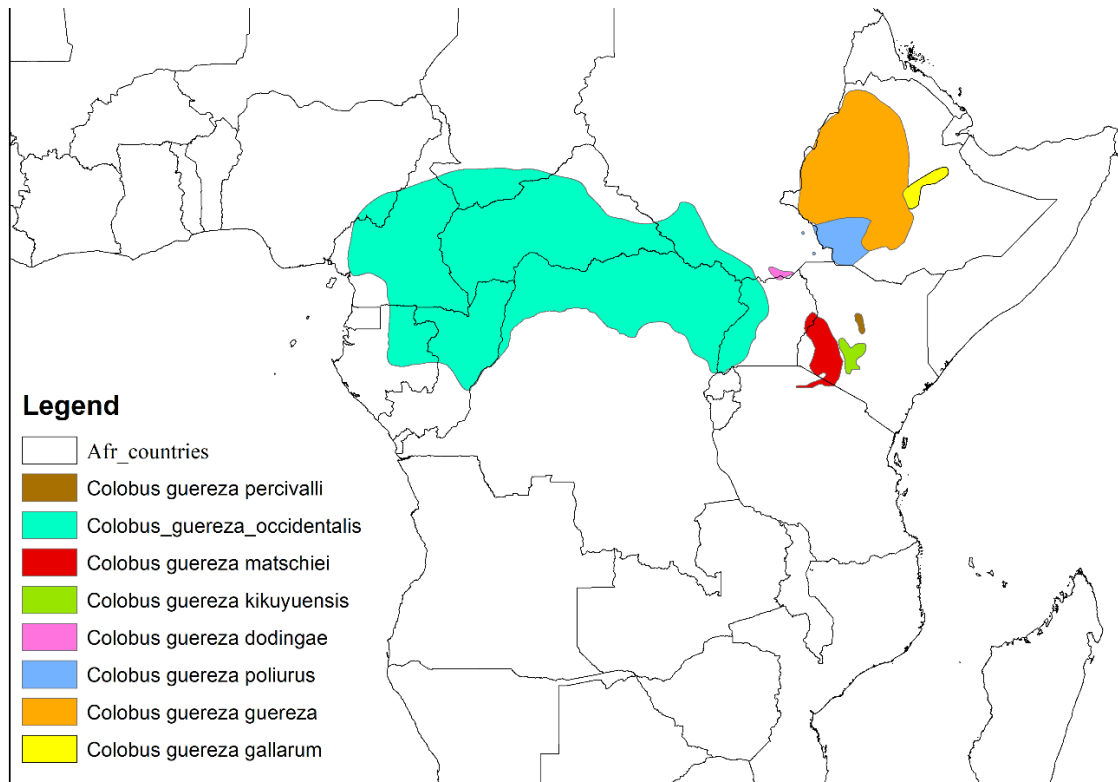 Legend
Afr_countries
Colobus guereza percivalli
Colobus_guereza_occidentalis
Colobus guereza matschiei
Colobus guereza kikuyuensis
Colobus guereza dodingae
Colobus guereza poliurus
Colobus guereza guereza
Colobus guereza gallarum